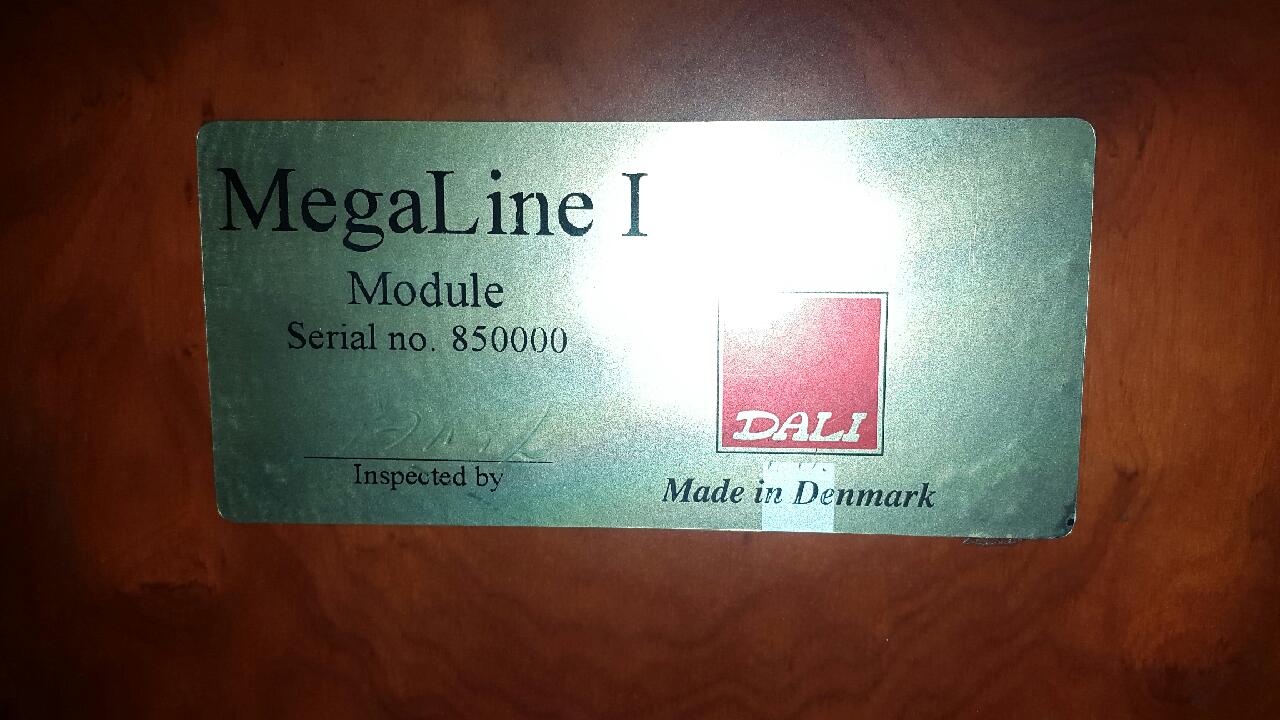 MegaLine I
Module
Serial no. 850000
Inspected by
DALI
Made in Denmark